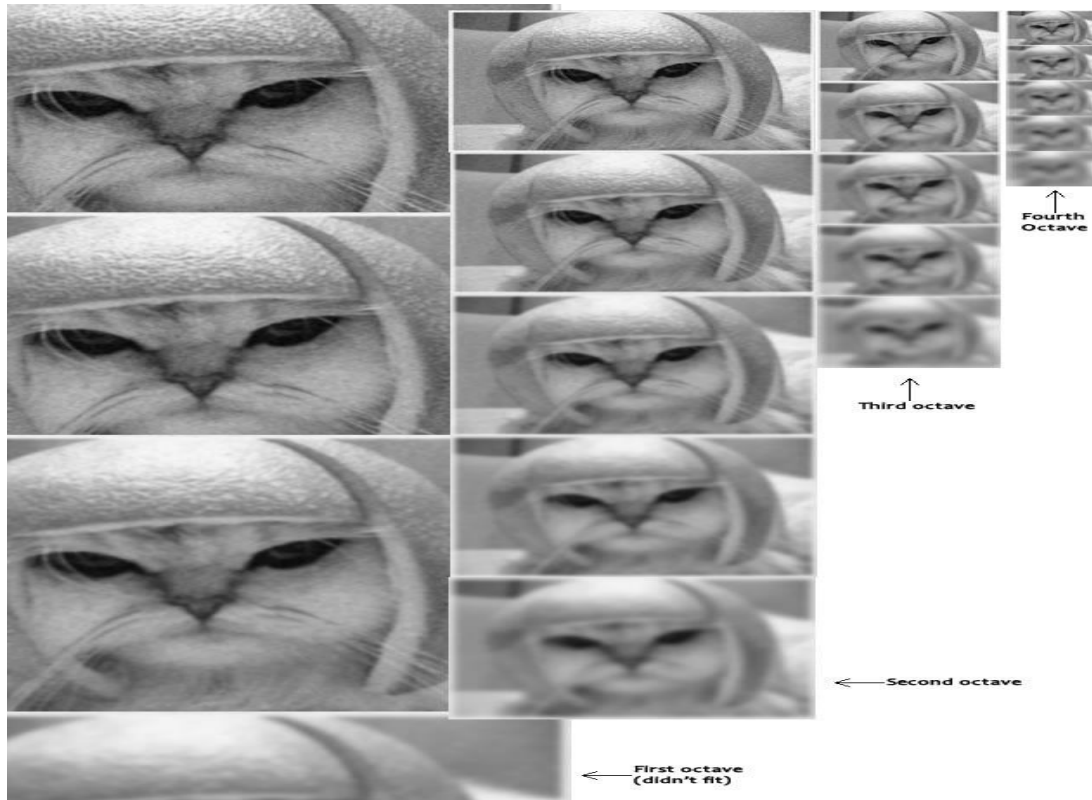 Fourth
Octave
Third octave
Second octave
First octave
(didn't fit)